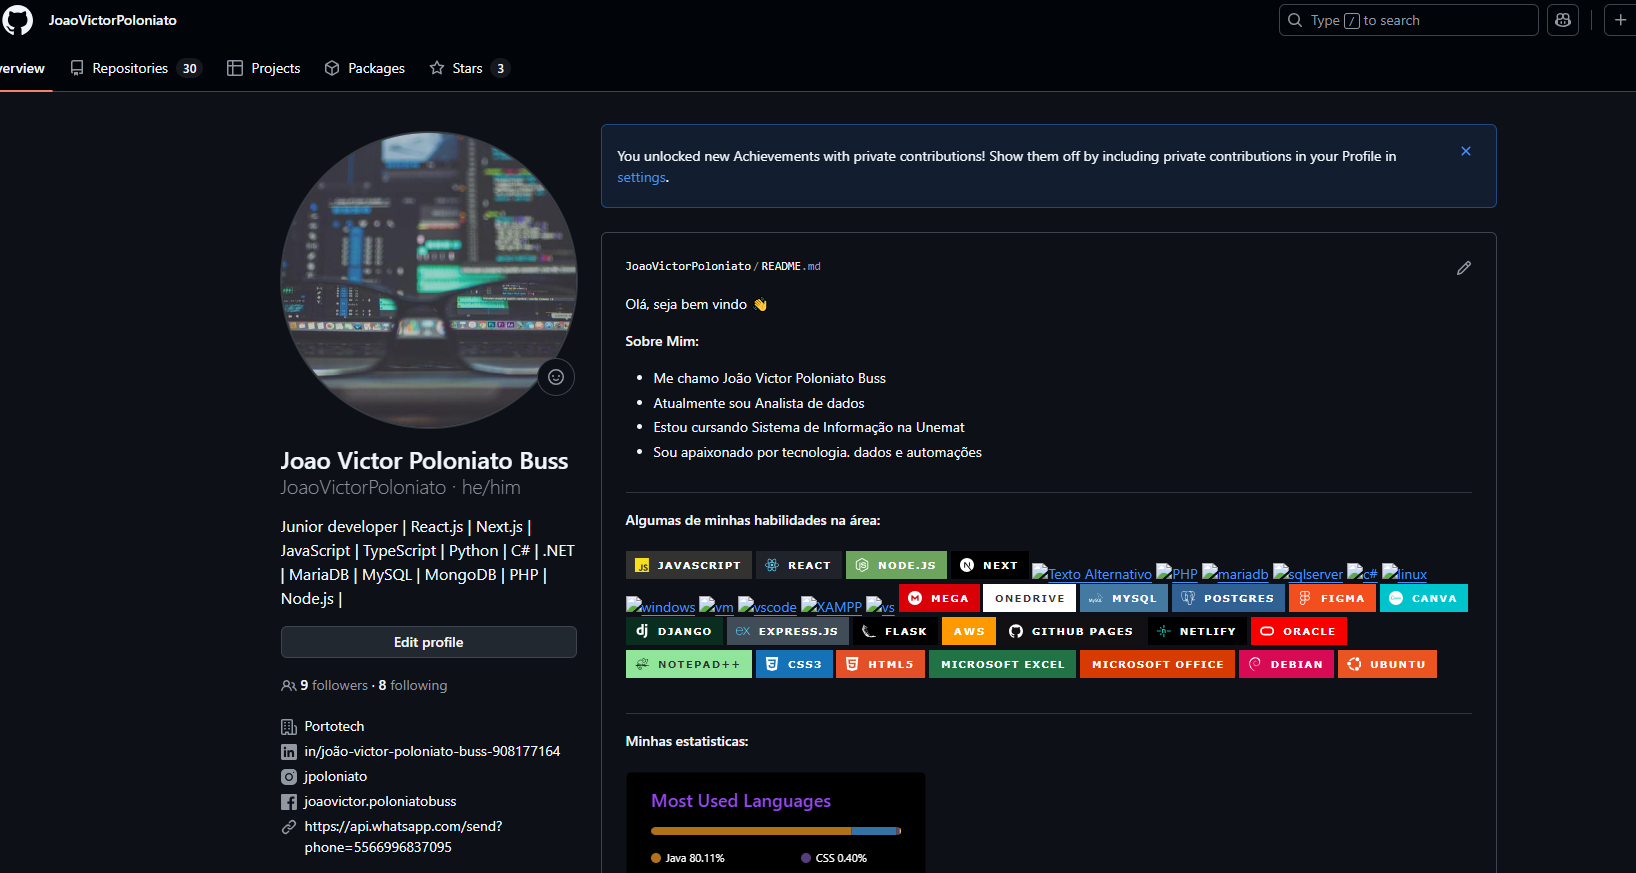 JoaoVictorPoloniato
Type / to search
erview
Repositories 30
Projects
Packages
Stars 3
You unlocked new Achievements with private contributions! Show them off by including private contributions in your Profile in
settings.
Joao Victor Poloniato Buss
JoaoVictorPoloniato · he/him
Junior developer | React.js | Next.js |
JavaScript | TypeScript | Python | C# | .NET
| MariaDB | MySQL | MongoDB | PHP |
Node.js |
Edit profile
9 followers · 8 following
Portotech
in/joão-victor-poloniato-buss-908177164
jpoloniato
joaovictor.poloniatobuss
https://api.whatsapp.com/send?
phone=5566996837095
JoaoVictorPoloniato/README.md
Olá, seja bem vindo 👋
Sobre Mim:
Me chamo João Victor Poloniato Buss
Atualmente sou Analista de dados
Estou cursando Sistema de Informação na Unemat
Sou apaixonado por tecnologia. dados e automações
Algumas de minhas habilidades na área:
JS JAVASCRIPT REACT NODE.JS N NEXT Texto Alternativo PHP mariadb sqlserver c# linux
windows vm vscode XAMPP vs MEGA ONEDRIVE MYSQL POSTGRES FIGMA CANVA
dj DJANGO ex EXPRESS.JS FLASK AWS GITHUB PAGES NETLIFY ORACLE
NOTEPAD++ CSS3 HTML5 MICROSOFT EXCEL MICROSOFT OFFICE DEBIAN UBUNTU
Minhas estatisticas:
Most Used Languages
Java 80.11% CSS 0.40%